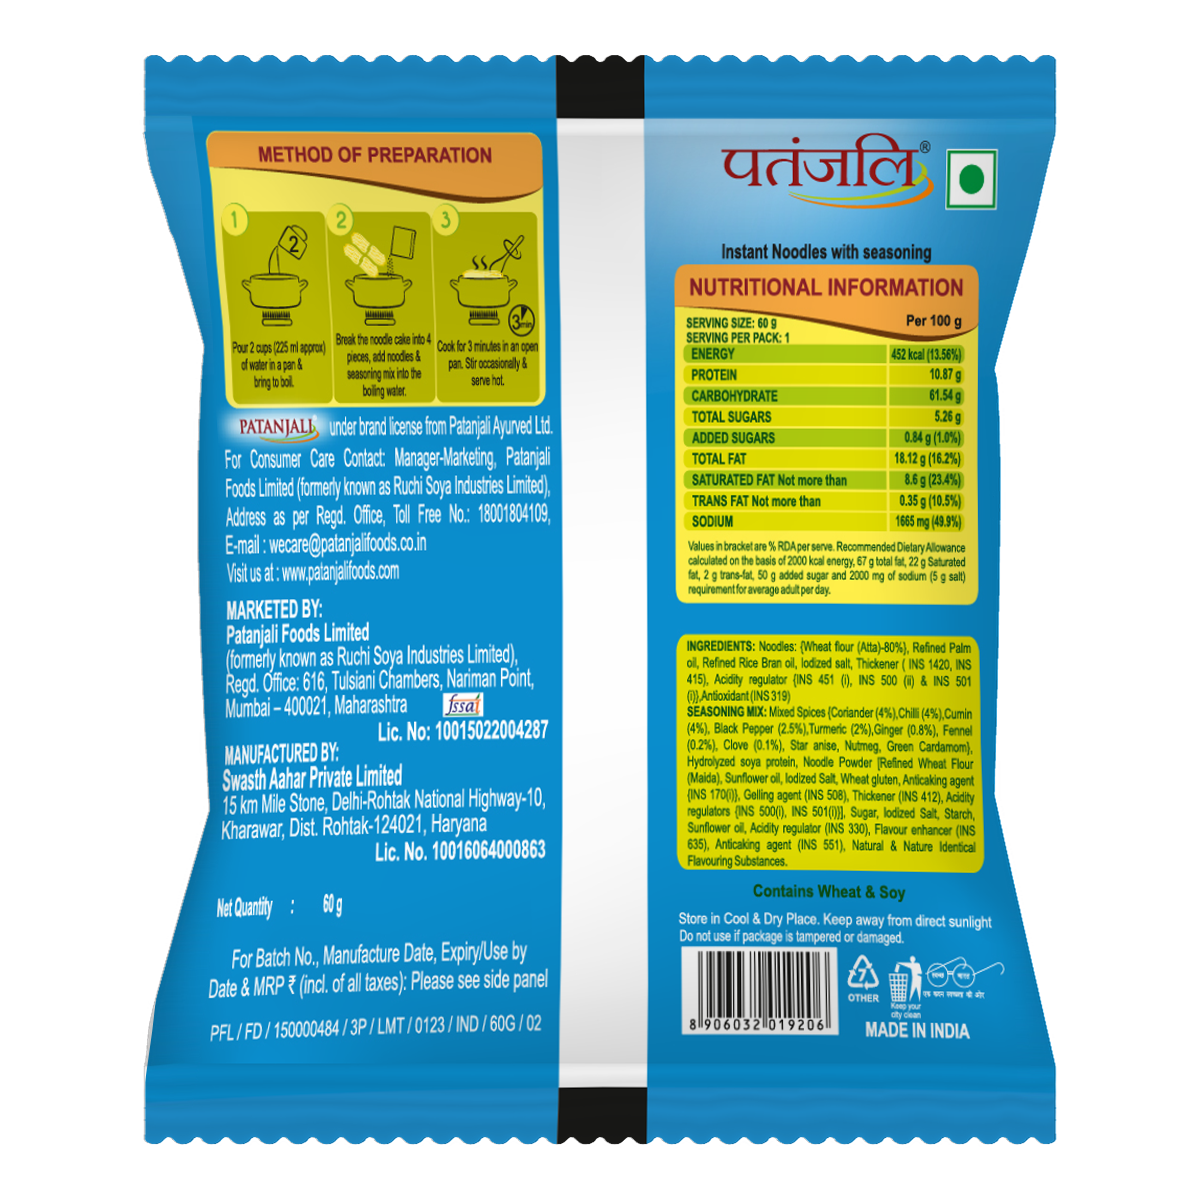 METHOD OF PREPARATION
1
2
Pour 2 cups (225 ml approx)
of water in a pan &
bring to boil.
2
Break the noodle cake into 4
pieces, add noodles &
seasoning mix into the
boiling water.
3
3 min
Cook for 3 minutes in an open
pan. Stir occasionally &
serve hot.
PATANJALI® under brand license from Patanjali Ayurved Ltd.
For Consumer Care Contact: Manager-Marketing, Patanjali
Foods Limited (formerly known as Ruchi Soya Industries Limited),
Address as per Regd. Office, Toll Free No.: 18001804109,
E-mail : wecare@patanjalifoods.co.in
Visit us at : www.patanjalifoods.com
MARKETED BY:
Patanjali Foods Limited
(formerly known as Ruchi Soya Industries Limited),
Regd. Office: 616, Tulsiani Chambers, Nariman Point,
Mumbai – 400021, Maharashtra
fssai
Lic. No: 10015022004287
MANUFACTURED BY:
Swasth Aahar Private Limited
15 km Mile Stone, Delhi-Rohtak National Highway-10,
Kharawar, Dist. Rohtak-124021, Haryana
Lic. No. 10016064000863
Net Quantity : 60 g
For Batch No., Manufacture Date, Expiry/Use by
Date & MRP ₹ (incl. of all taxes): Please see side panel
PFL / FD / 150000484 / 3P / LMT / 0123 / IND / 60G / 02
पतंजलि®
Instant Noodles with seasoning
NUTRITIONAL INFORMATION
SERVING SIZE: 60 g
SERVING PER PACK: 1
Per 100 g
ENERGY 452 kcal (13.56%)
PROTEIN 10.87 g
CARBOHYDRATE 61.54 g
TOTAL SUGARS 5.26 g
ADDED SUGARS 0.84 g (1.0%)
TOTAL FAT 18.12 g (16.2%)
SATURATED FAT Not more than 8.6 g (23.4%)
TRANS FAT Not more than 0.35 g (10.5%)
SODIUM 1665 mg (49.9%)
Values in bracket are % RDA per serve. Recommended Dietary Allowance
calculated on the basis of 2000 kcal energy, 67 g total fat, 22 g Saturated
fat, 2 g trans-fat, 50 g added sugar and 2000 mg of sodium (5 g salt)
requirement for average adult per day.
INGREDIENTS: Noodles: {Wheat flour (Atta)-80%), Refined Palm
oil, Refined Rice Bran oil, Iodized salt, Thickener ( INS 1420, INS
415), Acidity regulator {INS 451 (i), INS 500 (ii) & INS 501
(i)},Antioxidant (INS 319)
SEASONING MIX: Mixed Spices {Coriander (4%),Chilli (4%),Cumin
(4%), Black Pepper (2.5%),Turmeric (2%),Ginger (0.8%), Fennel
(0.2%), Clove (0.1%), Star anise, Nutmeg, Green Cardamom},
Hydrolyzed soya protein, Noodle Powder [Refined Wheat Flour
(Maida), Sunflower oil, Iodized Salt, Wheat gluten, Anticaking agent
{INS 170(i)}, Gelling agent (INS 508), Thickener (INS 412), Acidity
regulators {INS 500(i), INS 501(i)}], Sugar, Iodized Salt, Starch,
Sunflower oil, Acidity regulator (INS 330), Flavour enhancer (INS
635), Anticaking agent (INS 551), Natural & Nature Identical
Flavouring Substances.
Contains Wheat & Soy
Store in Cool & Dry Place. Keep away from direct sunlight
Do not use if package is tampered or damaged.
8 906032 019206
7
OTHER
Keep your
city clean
स्वच्छ भारत
एक कदम स्वच्छता की ओर
MADE IN INDIA